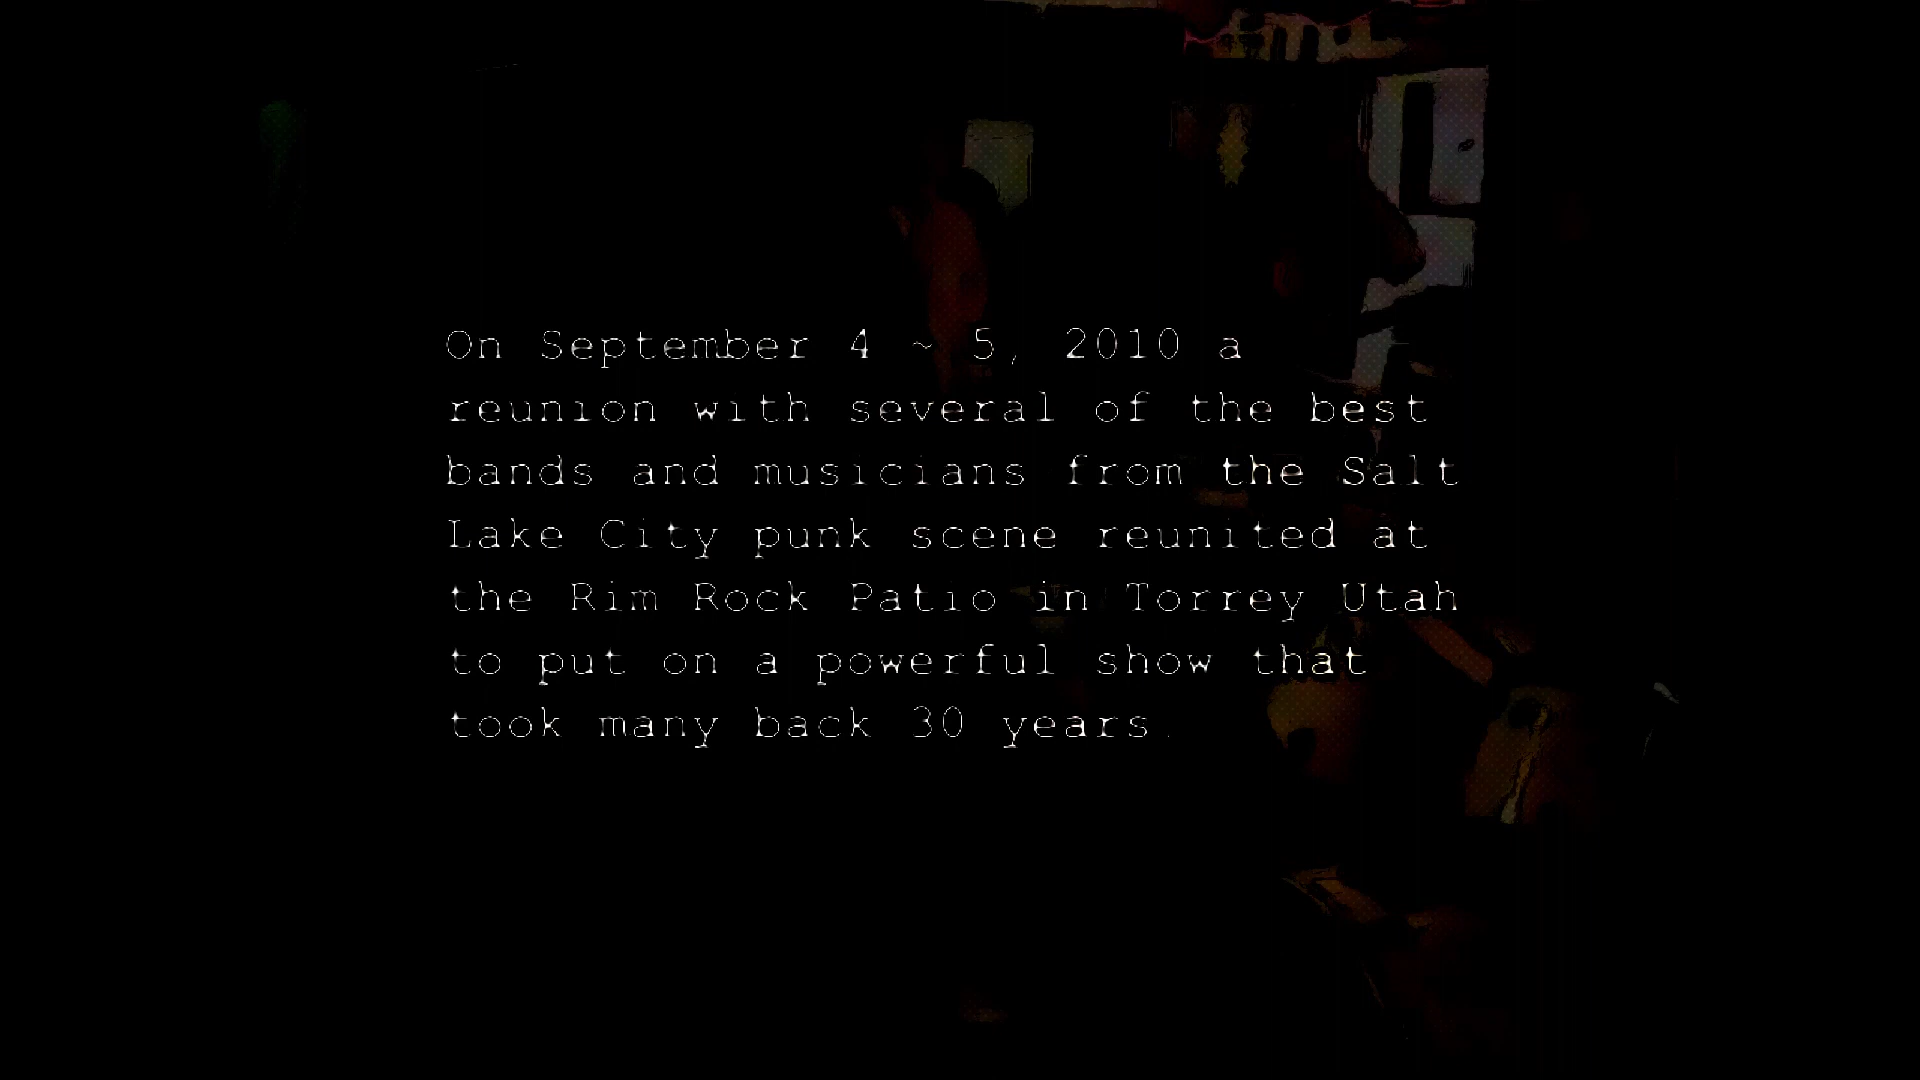 On September 4 ~ 5, 2010 a
reunion with several of the best
bands and musicians from the Salt
Lake City punk scene reunited at
the Rim Rock Patio in Torrey Utah
to put on a powerful show that
took many back 30 years.